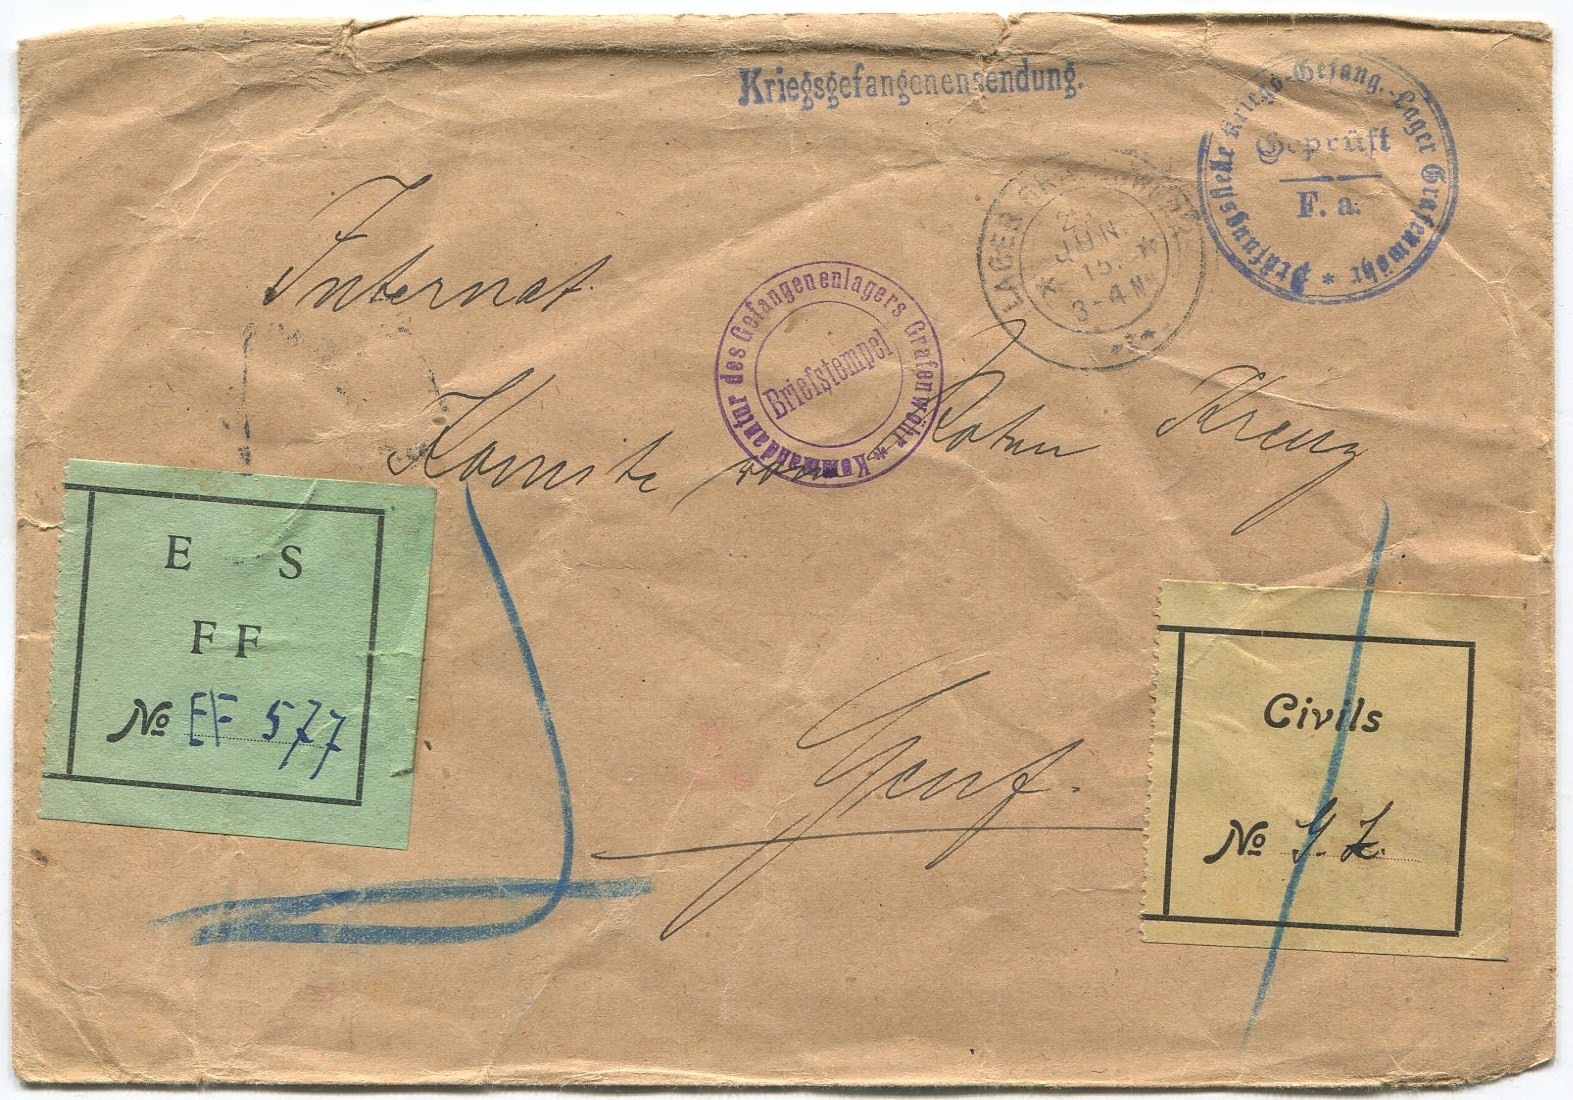 Kriegsgefangenensendung.
Prüfungsstelle Kriegs-Gefang.-Lager Grafenwöhr *
Geprüft
F. a.
LAGER GRAFENWÖHR
JUN.
15.
3-4 NM
Internat.
Kommandantur des Gefangenenlagers Grafenwöhr *
Briefstempel
Komite vom Roten Kreuz
Genf.
E S
FF
No EF 577
Civils
No